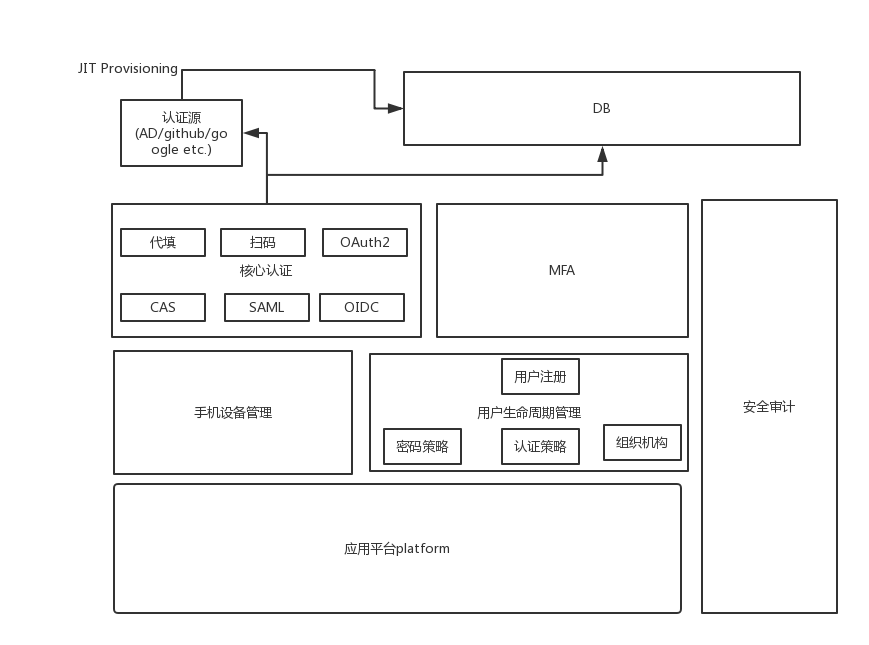 JIT Provisioning
认证源
(AD/github/go
ogle etc.)
DB
代填
扫码
OAuth2
核心认证
CAS
SAML
OIDC
MFA
手机设备管理
用户注册
用户生命周期管理
密码策略
认证策略
组织机构
安全审计
应用平台platform